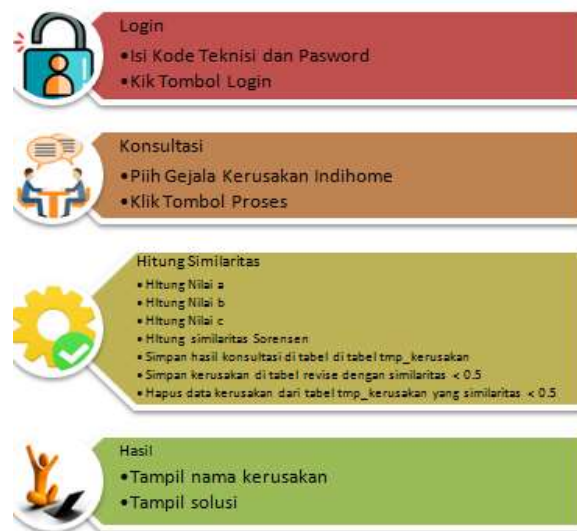 Login
•Isi Kode Teknisi dan Pasword
•Kik Tombol Login
Konsultasi
•Piih Gejala Kerusakan Indihome
•Klik Tombol Proses
Hitung Similaritas
•HItung Nilai a
•HItung Nilai b
•HItung Nilai c
•HItung similaritas Sorensen
•Simpan hasil konsultasi di tabel di tabel tmp_kerusakan
•Simpan kerusakan di tabel revise dengan similaritas < 0.5
•Hapus data kerusakan dari tabel tmp_kerusakan yang similaritas < 0.5
Hasil
•Tampil nama kerusakan
•Tampil solusi